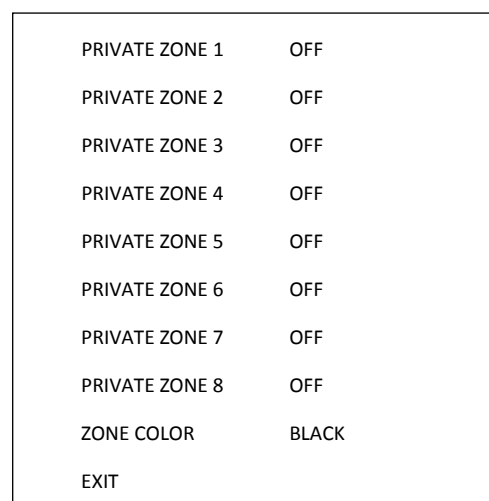 PRIVATE ZONE 1 OFF
PRIVATE ZONE 2 OFF
PRIVATE ZONE 3 OFF
PRIVATE ZONE 4 OFF
PRIVATE ZONE 5 OFF
PRIVATE ZONE 6 OFF
PRIVATE ZONE 7 OFF
PRIVATE ZONE 8 OFF
ZONE COLOR BLACK
EXIT